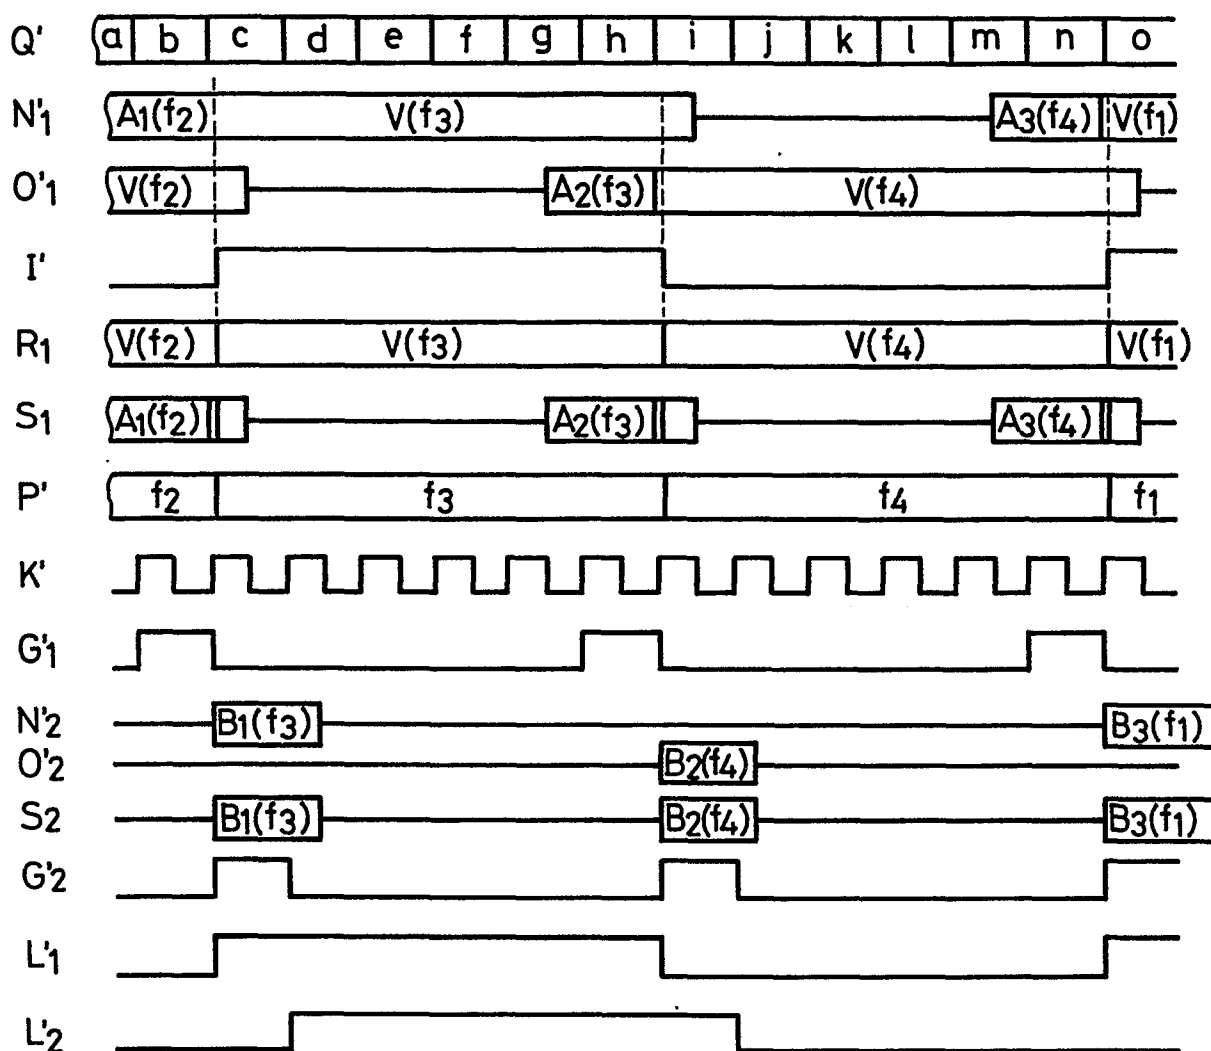 Q' a b c d e f g h i j k l m n o
N'1 A1(f2) V(f3) A3(f4) V(f1)
O'1 V(f2) A2(f3) V(f4)
I'
R1 V(f2) V(f3) V(f4) V(f1)
S1 A1(f2) A2(f3) A3(f4)
P' f2 f3 f4 f1
K'
G'1
N'2 B1(f3) B3(f1)
O'2 B2(f4)
S2 B1(f3) B2(f4) B3(f1)
G'2
L'1
L'2